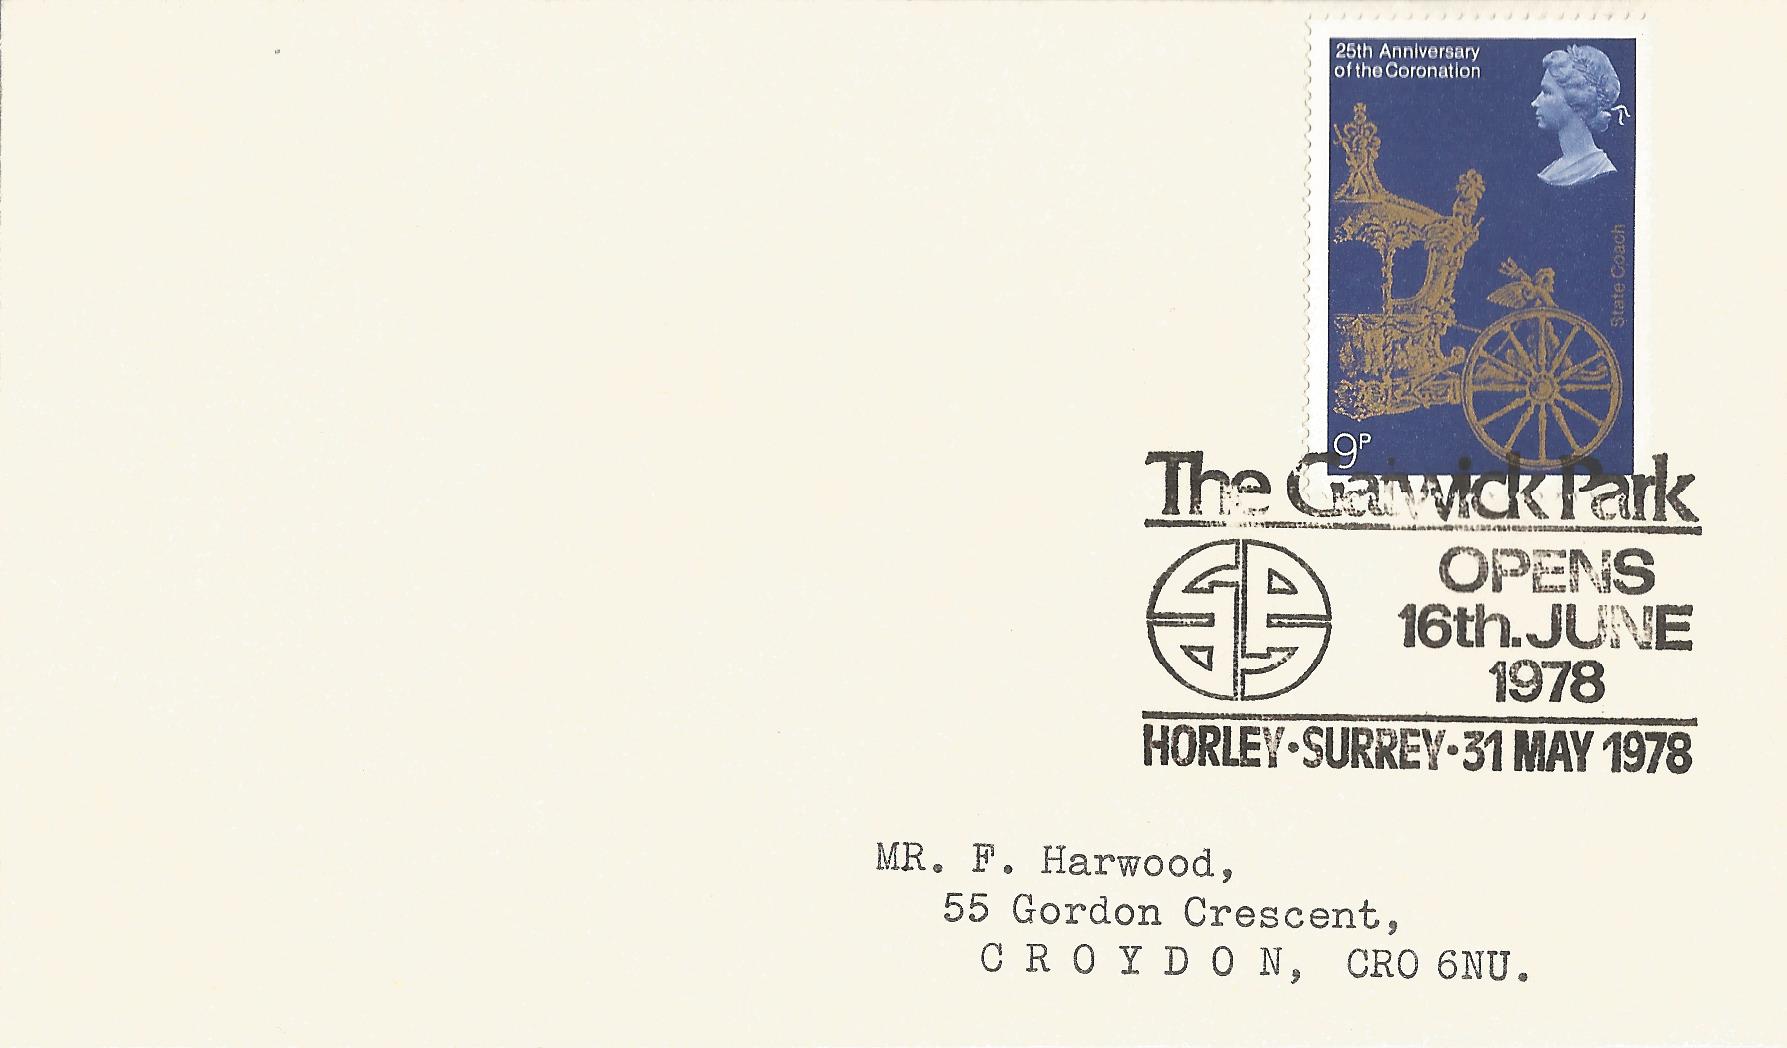 25th Anniversary
of the Coronation
State Coach
9P
The Gatwick Park
OPENS
16th.JUNE
1978
HORLEY·SURREY·31 MAY 1978
MR. F. Harwood,
55 Gordon Crescent,
CROYDON, CRO 6NU.